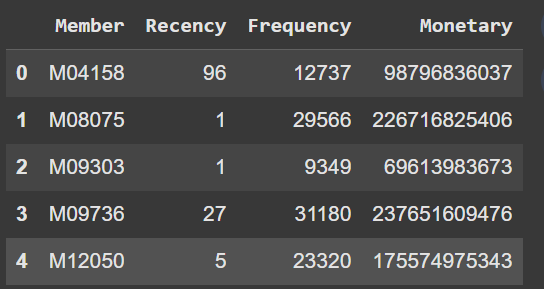 Member Recency Frequency Monetary
0 M04158 96 12737 98796836037
1 M08075 1 29566 226716825406
2 M09303 1 9349 69613983673
3 M09736 27 31180 237651609476
4 M12050 5 23320 175574975343